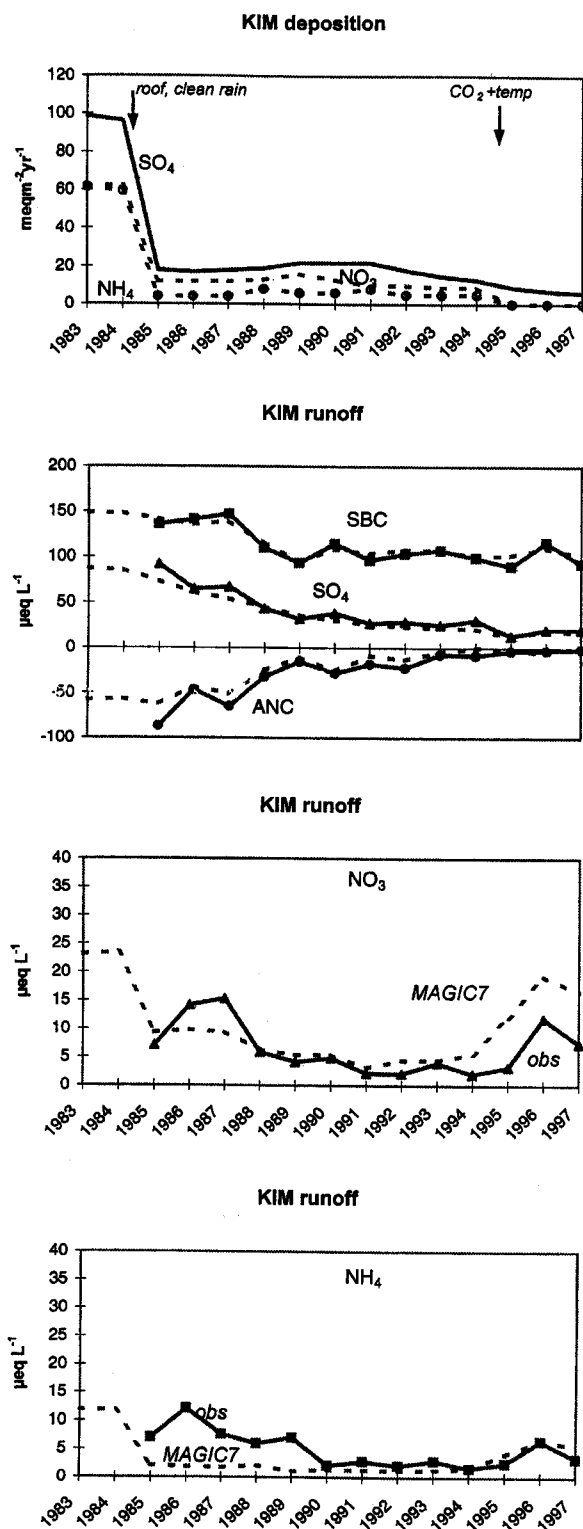 KIM deposition
120
100
80
60
40
20
0
meqm⁻²yr⁻¹
roof, clean rain
CO₂ +temp
SO₄
NO₃
NH₄
1983 1984 1985 1986 1987 1988 1989 1990 1991 1992 1993 1994 1995 1996 1997
KIM runoff
200
150
100
50
0
-50
-100
µeq L⁻¹
SBC
SO₄
ANC
KIM runoff
40
35
30
25
20
15
10
5
0
µeq L⁻¹
NO₃
MAGIC7
obs
1983 1984 1985 1986 1987 1988 1989 1990 1991 1992 1993 1994 1995 1996 1997
KIM runoff
40
35
30
25
20
15
10
5
0
µeq L⁻¹
NH₄
obs
MAGIC7
1983 1984 1985 1986 1987 1988 1989 1990 1991 1992 1993 1994 1995 1996 1997